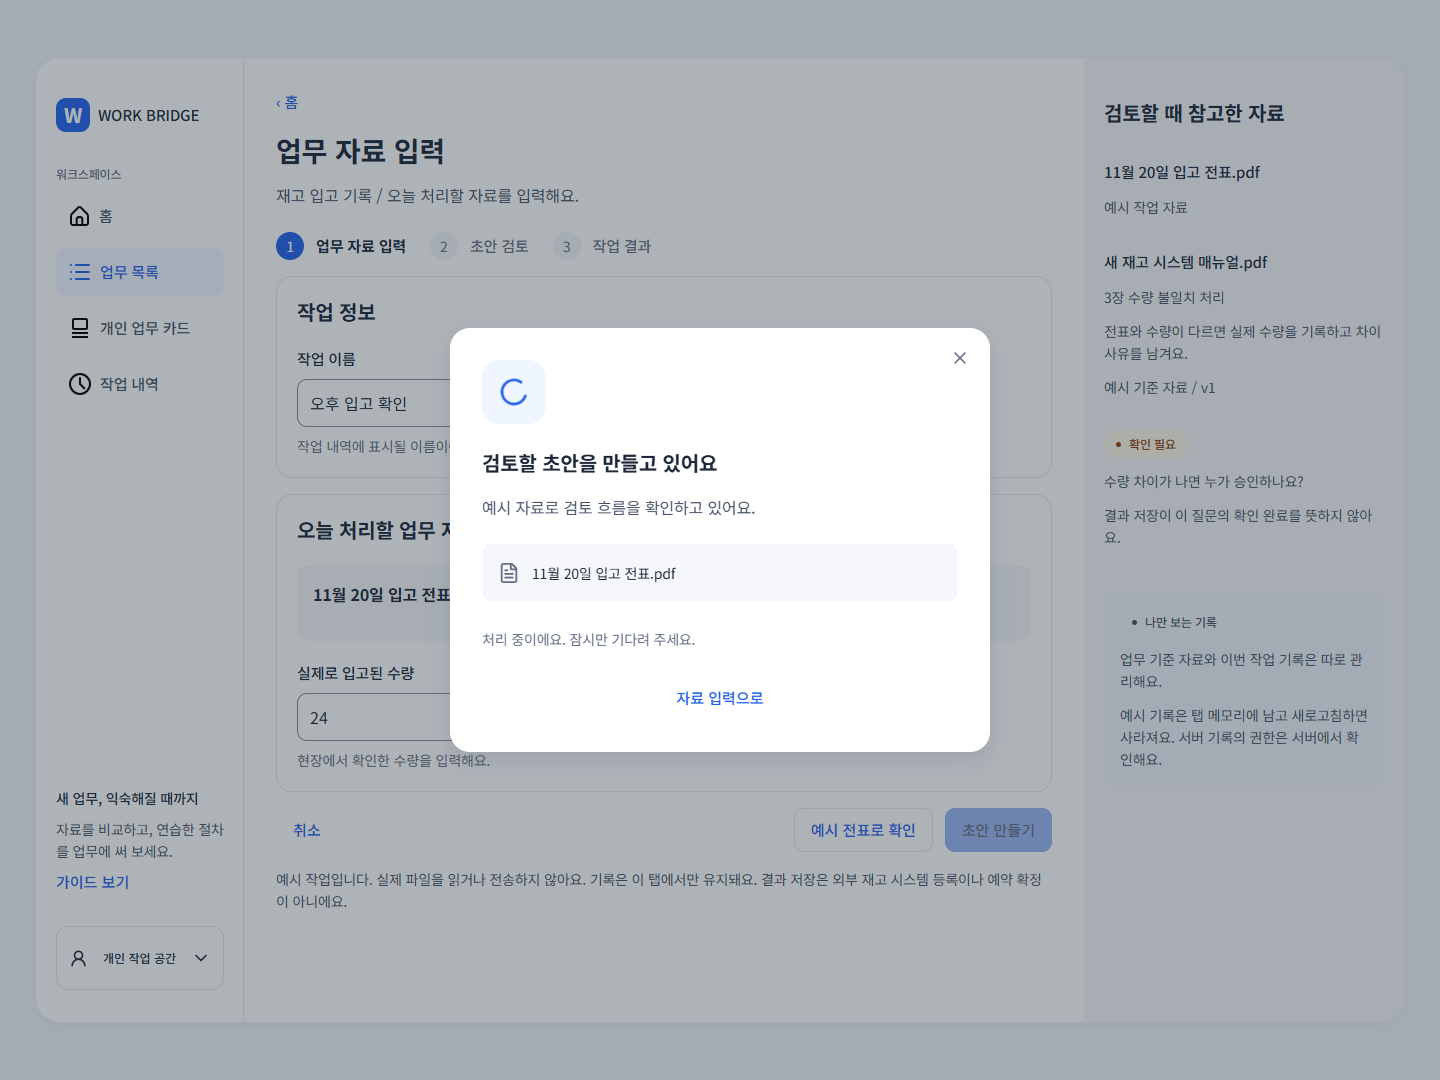 W WORK BRIDGE
워크스페이스
홈
업무 목록
개인 업무 카드
작업 내역
새 업무, 익숙해질 때까지
자료를 비교하고, 연습한 절차
를 업무에 써 보세요.
가이드 보기
개인 작업 공간
‹ 홈
업무 자료 입력
재고 입고 기록 / 오늘 처리할 자료를 입력해요.
1 업무 자료 입력 2 초안 검토 3 작업 결과
작업 정보
작업 이름
오후 입고 확인
작업 내역에 표시될 이름이
오늘 처리할 업무
11월 20일 입고 전표
실제로 입고된 수량
24
현장에서 확인한 수량을 입력해요.
취소
예시 전표로 확인
초안 만들기
예시 작업입니다. 실제 파일을 읽거나 전송하지 않아요. 기록은 이 탭에서만 유지돼요. 결과 저장은 외부 재고 시스템 등록이나 예약 확정
이 아니에요.
검토할 초안을 만들고 있어요
예시 자료로 검토 흐름을 확인하고 있어요.
11월 20일 입고 전표.pdf
처리 중이에요. 잠시만 기다려 주세요.
자료 입력으로
검토할 때 참고한 자료
11월 20일 입고 전표.pdf
예시 작업 자료
새 재고 시스템 매뉴얼.pdf
3장 수량 불일치 처리
전표와 수량이 다르면 실제 수량을 기록하고 차이
사유를 남겨요.
예시 기준 자료 / v1
확인 필요
수량 차이가 나면 누가 승인하나요?
결과 저장이 이 질문의 확인 완료를 뜻하지 않아
요.
나만 보는 기록
업무 기준 자료와 이번 작업 기록은 따로 관
리해요.
예시 기록은 탭 메모리에 남고 새로고침하면
사라져요. 서버 기록의 권한은 서버에서 확
인해요.